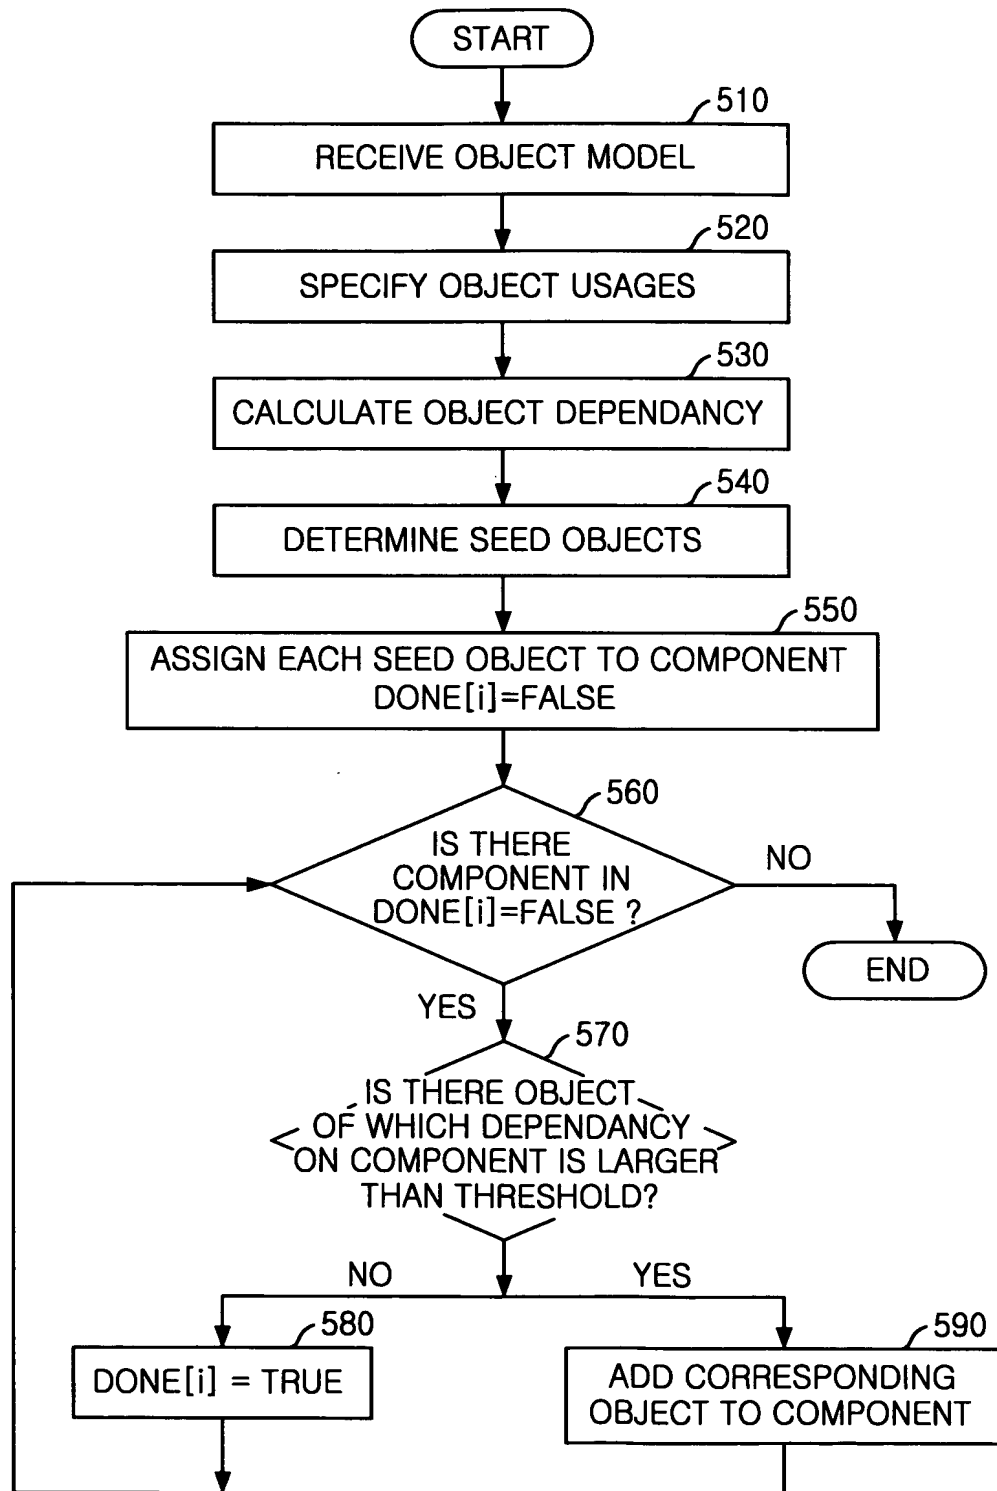 START
510
RECEIVE OBJECT MODEL
520
SPECIFY OBJECT USAGES
530
CALCULATE OBJECT DEPENDANCY
540
DETERMINE SEED OBJECTS
550
ASSIGN EACH SEED OBJECT TO COMPONENT
DONE[i]=FALSE
560
IS THERE
COMPONENT IN
DONE[i]=FALSE ?
NO
END
YES
570
IS THERE OBJECT
OF WHICH DEPENDANCY
ON COMPONENT IS LARGER
THAN THRESHOLD?
NO
YES
580
DONE[i] = TRUE
590
ADD CORRESPONDING
OBJECT TO COMPONENT